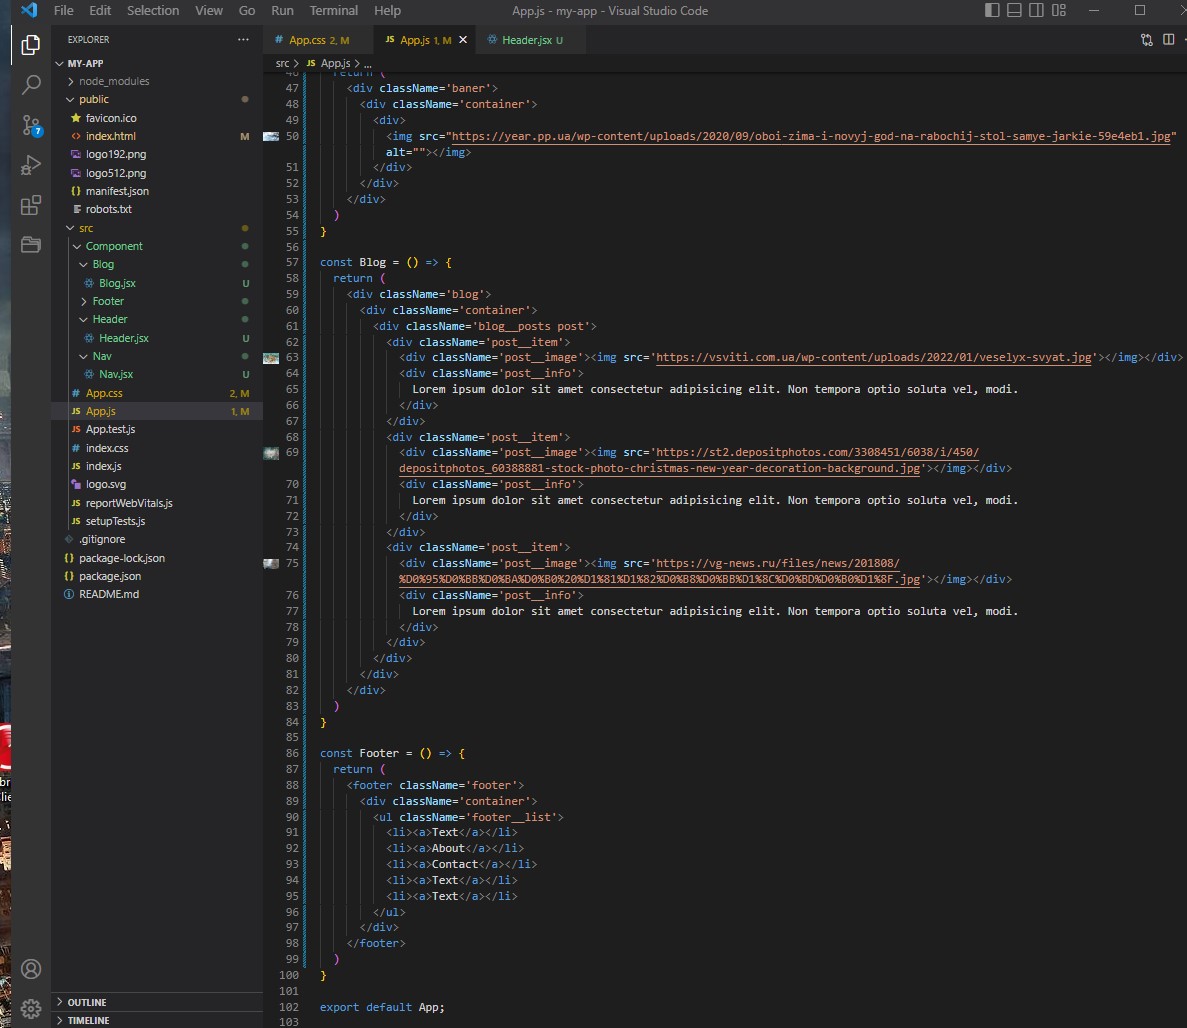 File Edit Selection View Go Run Terminal Help App.js - my-app - Visual Studio Code
EXPLORER ...
App.css 2, M
JS App.js 1, M
Header.jsx U
src > JS App.js > ...
MY-APP
node_modules
public
favicon.ico
index.html M
logo192.png
logo512.png
manifest.json
robots.txt
src
Component
Blog
Blog.jsx U
Footer
Header
Header.jsx U
Nav
Nav.jsx U
App.css 2, M
JS App.js 1, M
JS App.test.js
index.css
JS index.js
logo.svg
JS reportWebVitals.js
JS setupTests.js
.gitignore
package-lock.json
package.json
README.md
OUTLINE
TIMELINE
7
46 return (
47 <div className='baner'>
48 <div className='container'>
49 <div>
50 <img src="https://year.pp.ua/wp-content/uploads/2020/09/oboi-zima-i-novyj-god-na-rabochij-stol-samye-jarkie-59e4eb1.jpg"
alt=""></img>
51 </div>
52 </div>
53 </div>
54 )
55 }
56
57 const Blog = () => {
58 return (
59 <div className='blog'>
60 <div className='container'>
61 <div className='blog__posts post'>
62 <div className='post__item'>
63 <div className='post__image'><img src='https://vsviti.com.ua/wp-content/uploads/2022/01/veselyx-svyat.jpg'></img></div>
64 <div className='post__info'>
65 Lorem ipsum dolor sit amet consectetur adipisicing elit. Non tempora optio soluta vel, modi.
66 </div>
67 </div>
68 <div className='post__item'>
69 <div className='post__image'><img src='https://st2.depositphotos.com/3308451/6038/i/450/
depositphotos_60388881-stock-photo-christmas-new-year-decoration-background.jpg'></img></div>
70 <div className='post__info'>
71 Lorem ipsum dolor sit amet consectetur adipisicing elit. Non tempora optio soluta vel, modi.
72 </div>
73 </div>
74 <div className='post__item'>
75 <div className='post__image'><img src='https://vg-news.ru/files/news/201808/
%D0%95%D0%BB%D0%BA%D0%B0%20%D1%81%D1%82%D0%B8%D0%BB%D1%8C%D0%BD%D0%B0%D1%8F.jpg'></img></div>
76 <div className='post__info'>
77 Lorem ipsum dolor sit amet consectetur adipisicing elit. Non tempora optio soluta vel, modi.
78 </div>
79 </div>
80 </div>
81 </div>
82 </div>
83 )
84 }
85
86 const Footer = () => {
87 return (
88 <footer className='footer'>
89 <div className='container'>
90 <ul className='footer__list'>
91 <li><a>Text</a></li>
92 <li><a>About</a></li>
93 <li><a>Contact</a></li>
94 <li><a>Text</a></li>
95 <li><a>Text</a></li>
96 </ul>
97 </div>
98 </footer>
99 )
100 }
101
102 export default App;
103